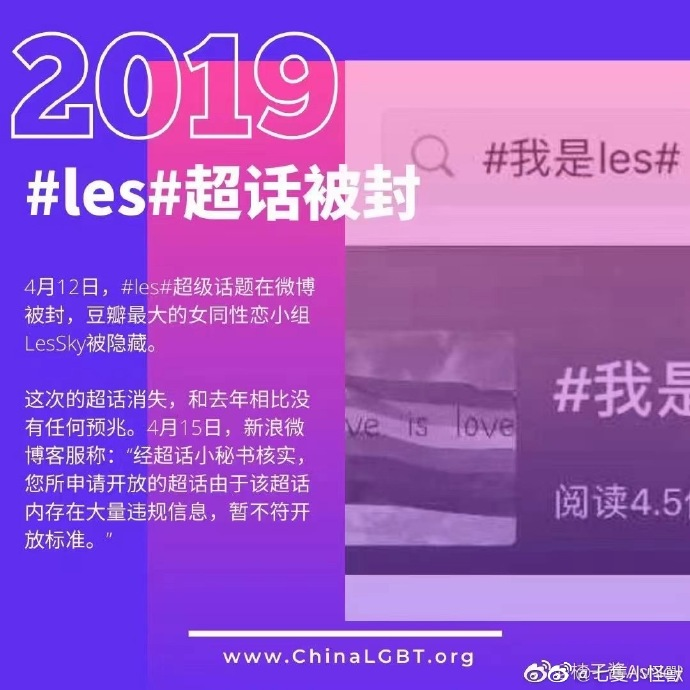 2019
#les#超话被封
#我是les#
4月12日，#les#超级话题在微博
被封，豆瓣最大的女同性恋小组
LesSky被隐藏。
这次的超话消失，和去年相比没
有任何预兆。4月15日，新浪微
博客服称：“经超话小秘书核实，
您所申请开放的超话由于该超话
内存在大量违规信息，暂不符开
放标准。”
ve is love
#我是
阅读4.5
www.ChinaLGBT.org